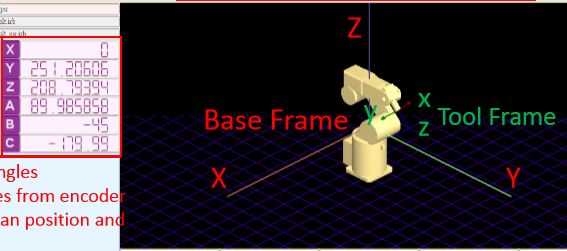 X 0
Y 251.20606
Z 208.79394
A 89.985858
B -45
C -179.99
ngles
es from encoder
an position and
Z
Base Frame
X
Y
y
x
z
Tool Frame